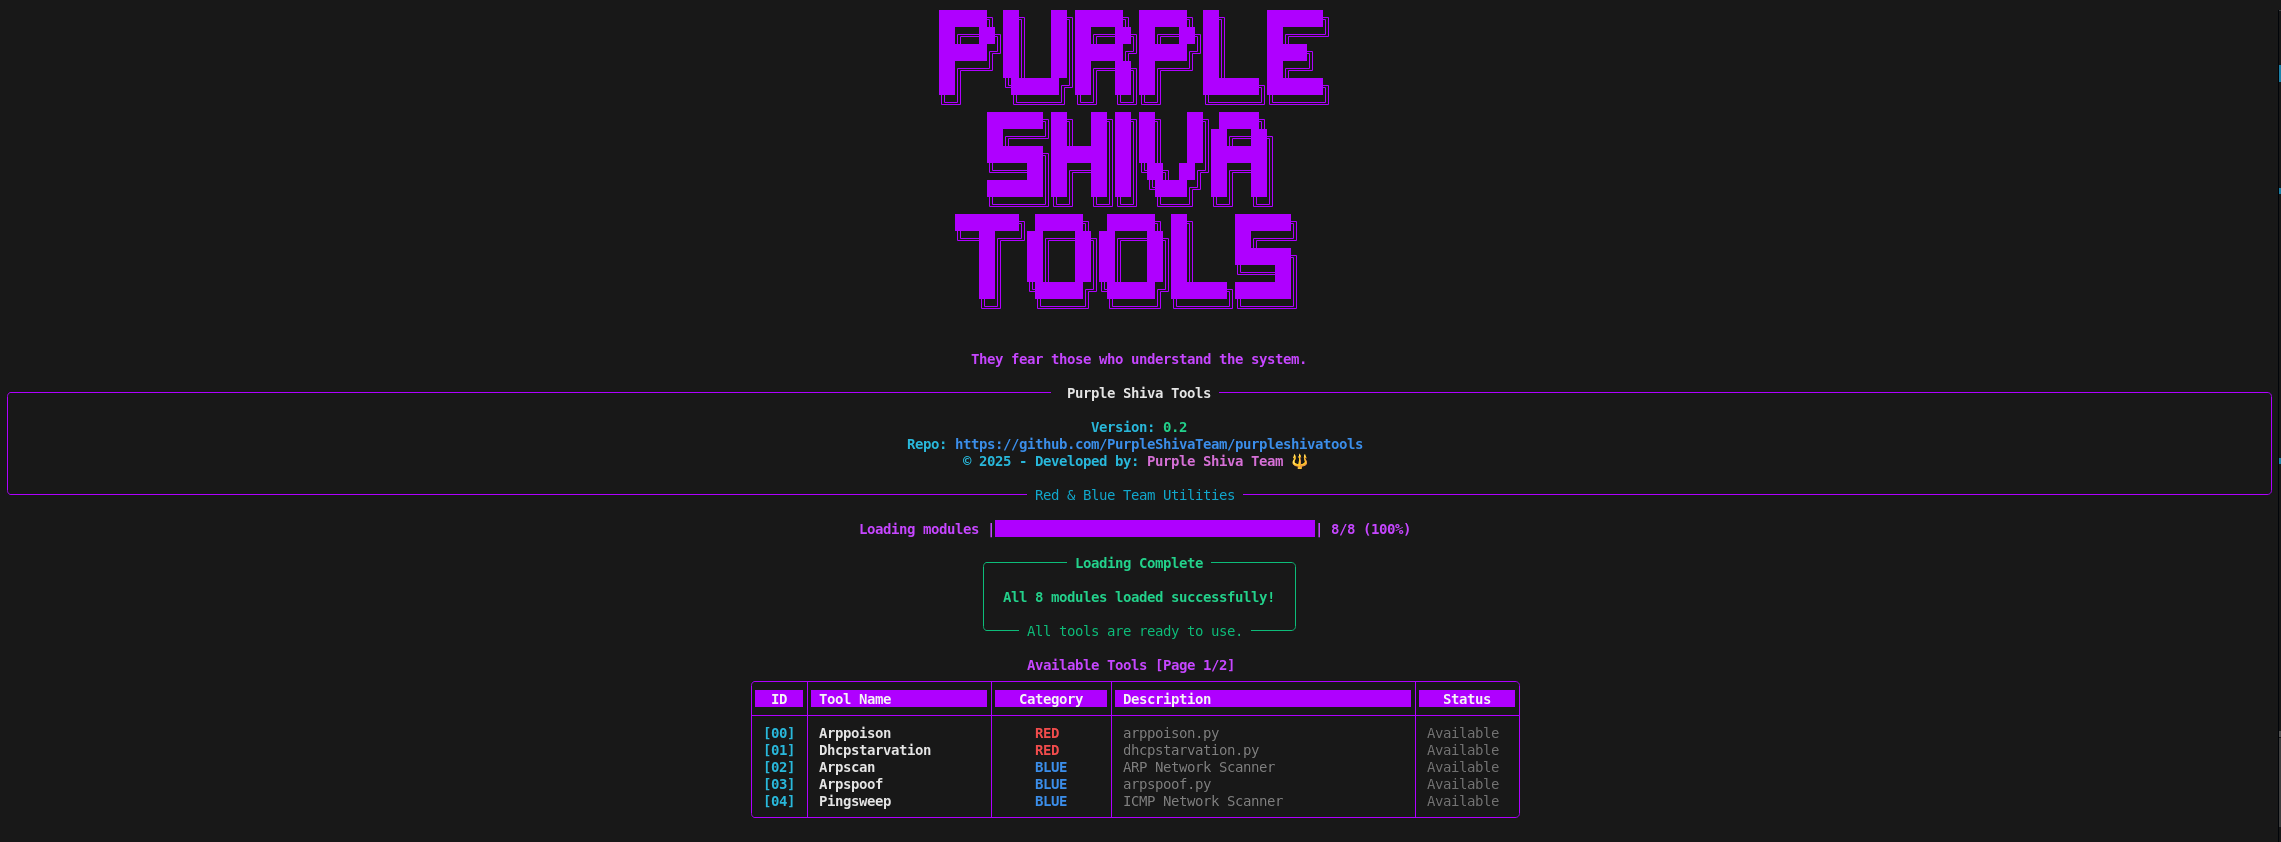 PURPLE
SHIVA
TOOLS
They fear those who understand the system.
Purple Shiva Tools
Version: 0.2
Repo: https://github.com/PurpleShivaTeam/purpleshivatools
© 2025 - Developed by: Purple Shiva Team 🔱
Red & Blue Team Utilities
Loading modules |████████████████████████████████████████| 8/8 (100%)
Loading Complete
All 8 modules loaded successfully!
All tools are ready to use.
Available Tools [Page 1/2]
ID Tool Name Category Description Status
[00] Arppoison RED arppoison.py Available
[01] Dhcpstarvation RED dhcpstarvation.py Available
[02] Arpscan BLUE ARP Network Scanner Available
[03] Arpspoof BLUE arpspoof.py Available
[04] Pingsweep BLUE ICMP Network Scanner Available